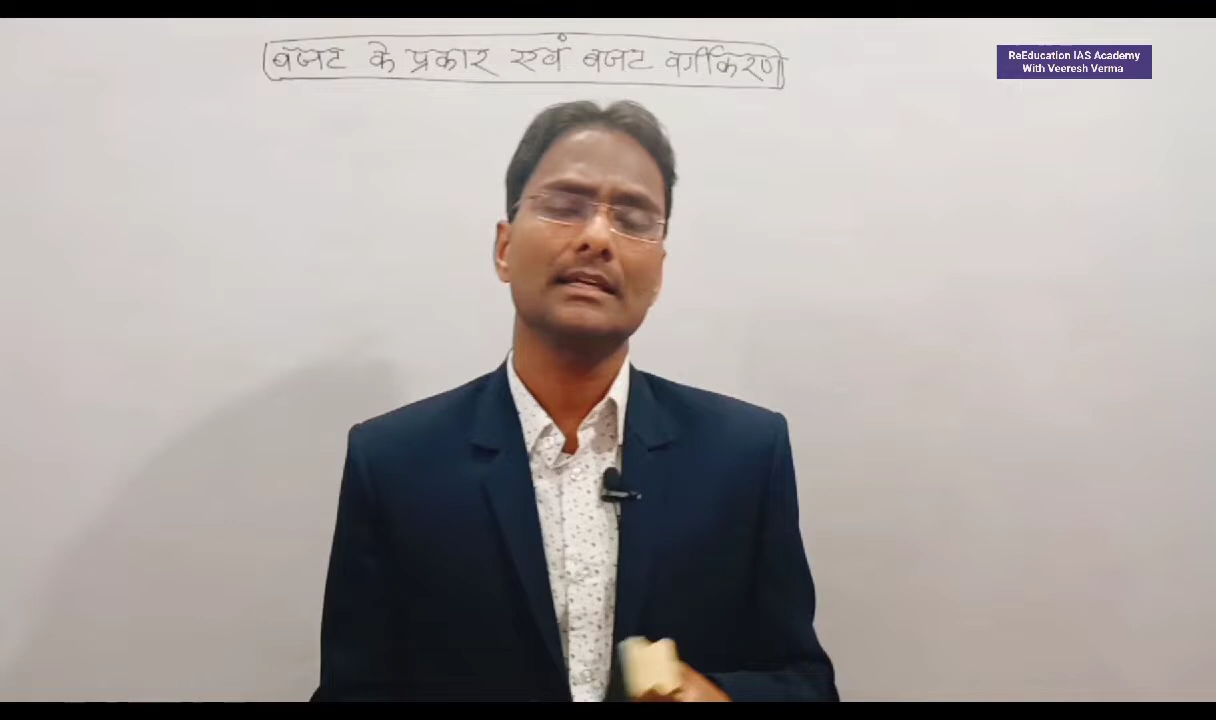 बजट के प्रकार एवं बजट वर्गीकरण
ReEducation IAS Academy
With Veeresh Verma